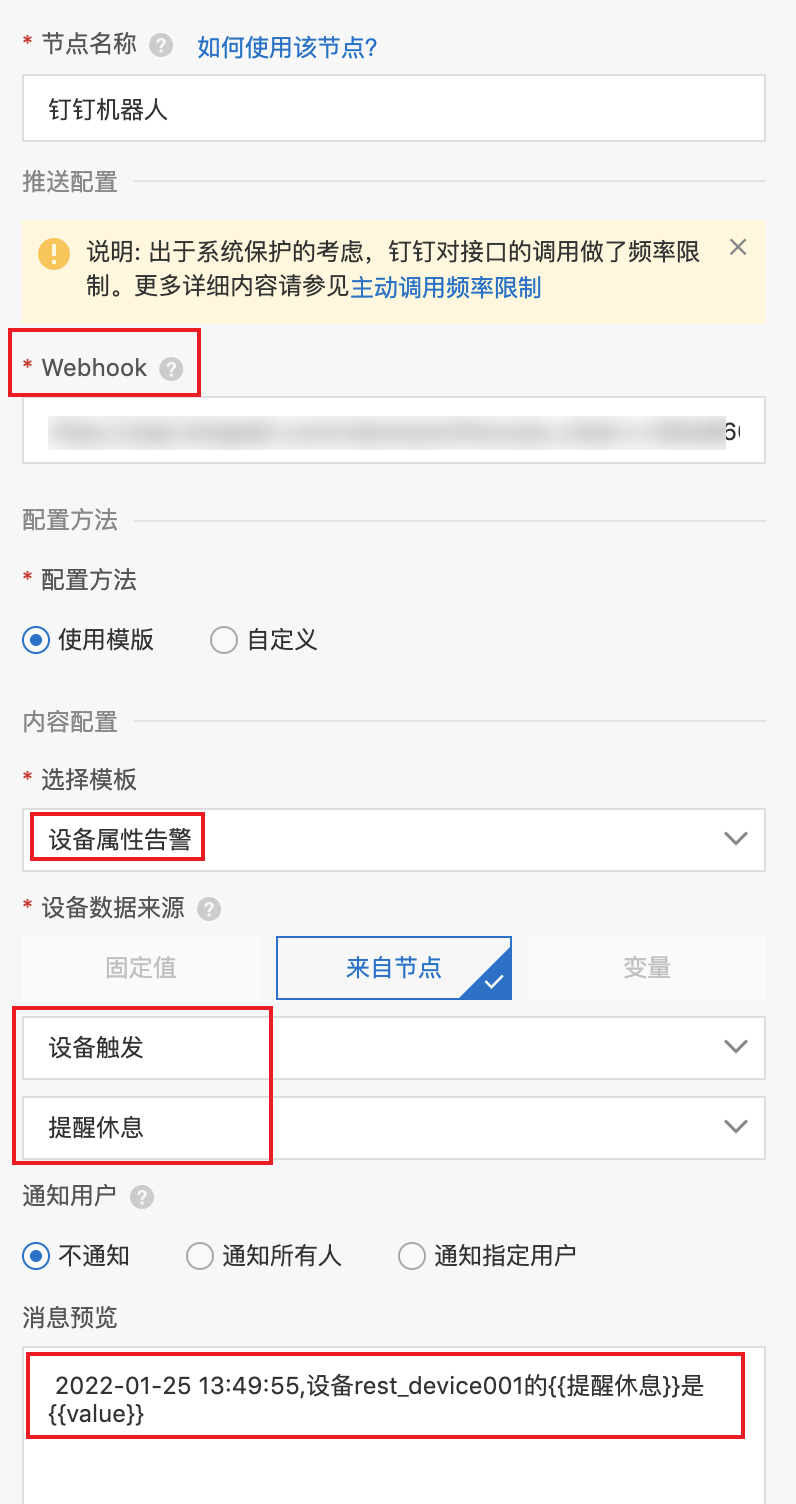 * 节点名称 ? 如何使用该节点?
钉钉机器人
推送配置
说明: 出于系统保护的考虑，钉钉对接口的调用做了频率限
制。更多详细内容请参见主动调用频率限制
* Webhook ?
配置方法
* 配置方法
使用模版 自定义
内容配置
* 选择模板
设备属性告警
* 设备数据来源 ?
固定值 来自节点 变量
设备触发
提醒休息
通知用户 ?
不通知 通知所有人 通知指定用户
消息预览
2022-01-25 13:49:55,设备rest_device001的{{提醒休息}}是
{{value}}